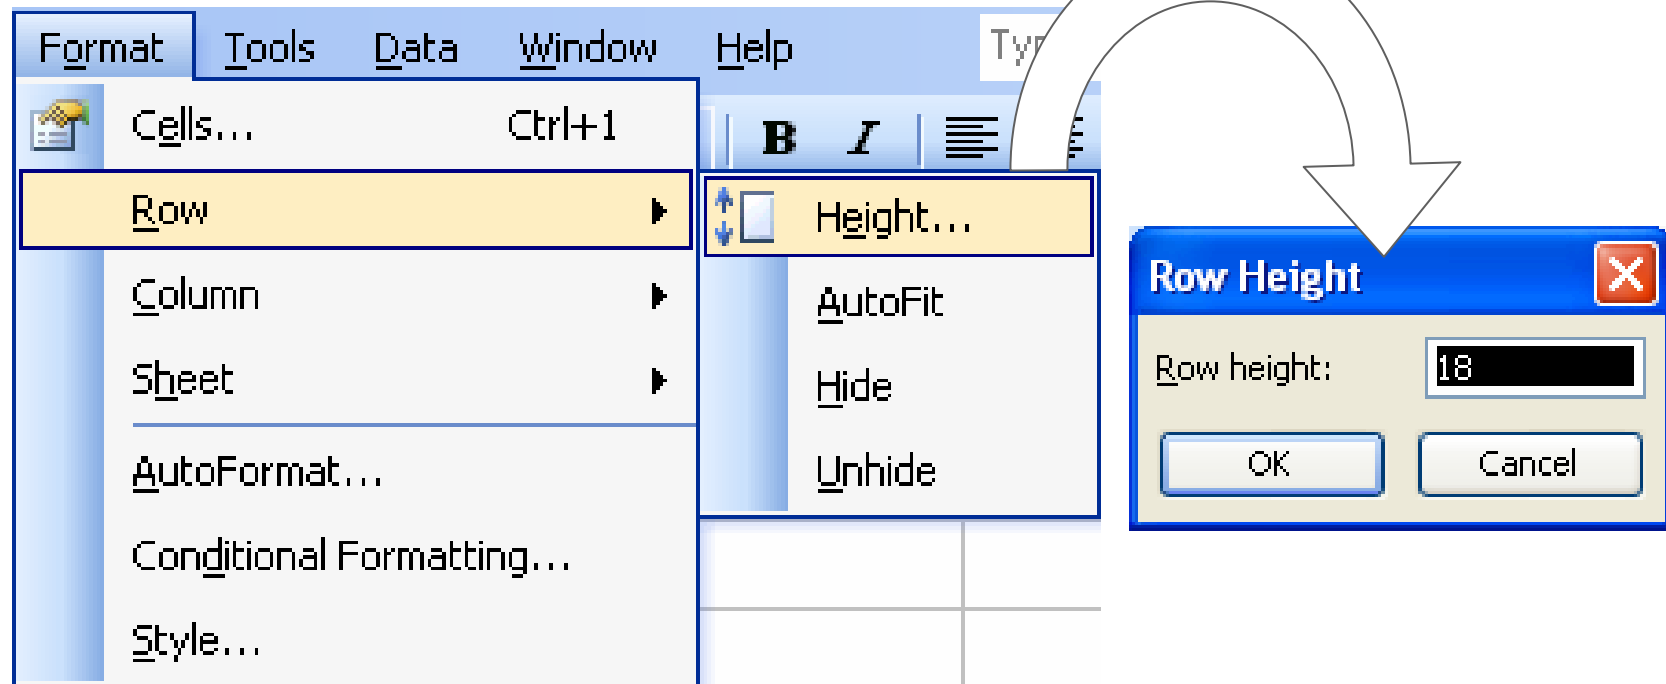 Format Tools Data Window Help
Cells... Ctrl+1
B I
Row
Height...
Column
AutoFit
Sheet
Hide
AutoFormat...
Unhide
Conditional Formatting...
Style...
Row Height
Row height: 18
OK Cancel